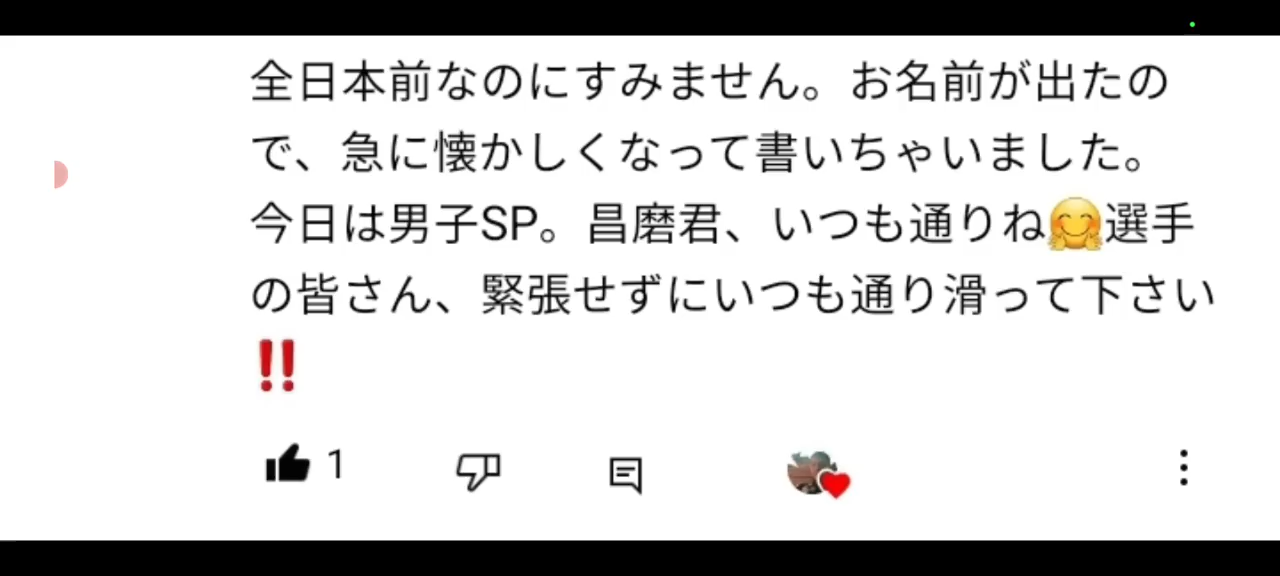 全日本前なのにすみません。お名前が出たの
で、急に懐かしくなって書いちゃいました。
今日は男子SP。昌磨君、いつも通りね🤗選手
の皆さん、緊張せずにいつも通り滑って下さい
‼️
1